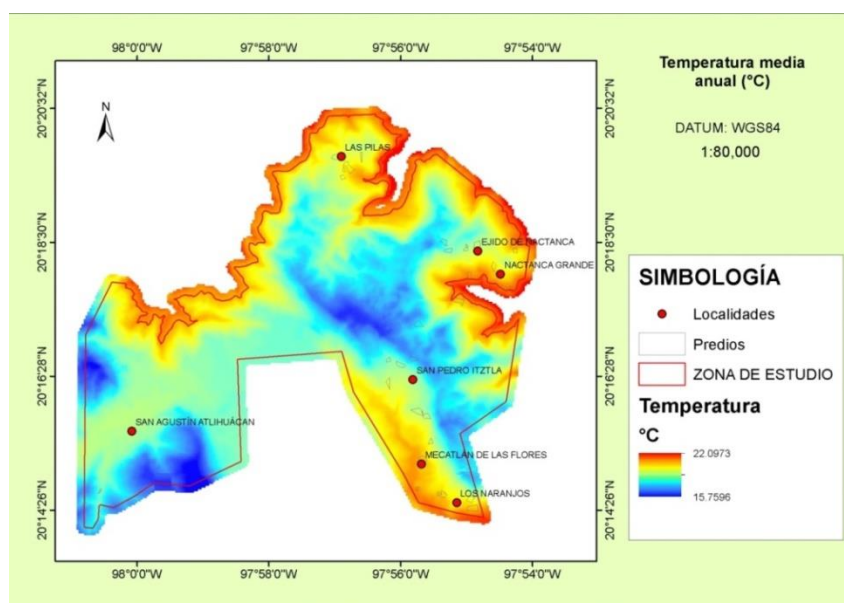 98°0'0"W
97°58'0"W
97°56'0"W
97°54'0"W
Temperatura media
anual (°C)
DATUM: WGS84
1:80,000
20°20'32"N
20°20'32"N
N
LAS PILAS
20°18'30"N
20°18'30"N
EJIDO DE NACTANCA
NACTANCA GRANDE
SIMBOLOGÍA
Localidades
Predios
ZONA DE ESTUDIO
20°16'28"N
20°16'28"N
SAN PEDRO ITZTLA
SAN AGUSTÍN ATLIHUÁCAN
Temperatura
°C
22.0973
15.7596
MECATLÁN DE LAS FLORES
LOS NARANJOS
20°14'26"N
20°14'26"N
98°0'0"W
97°58'0"W
97°56'0"W
97°54'0"W